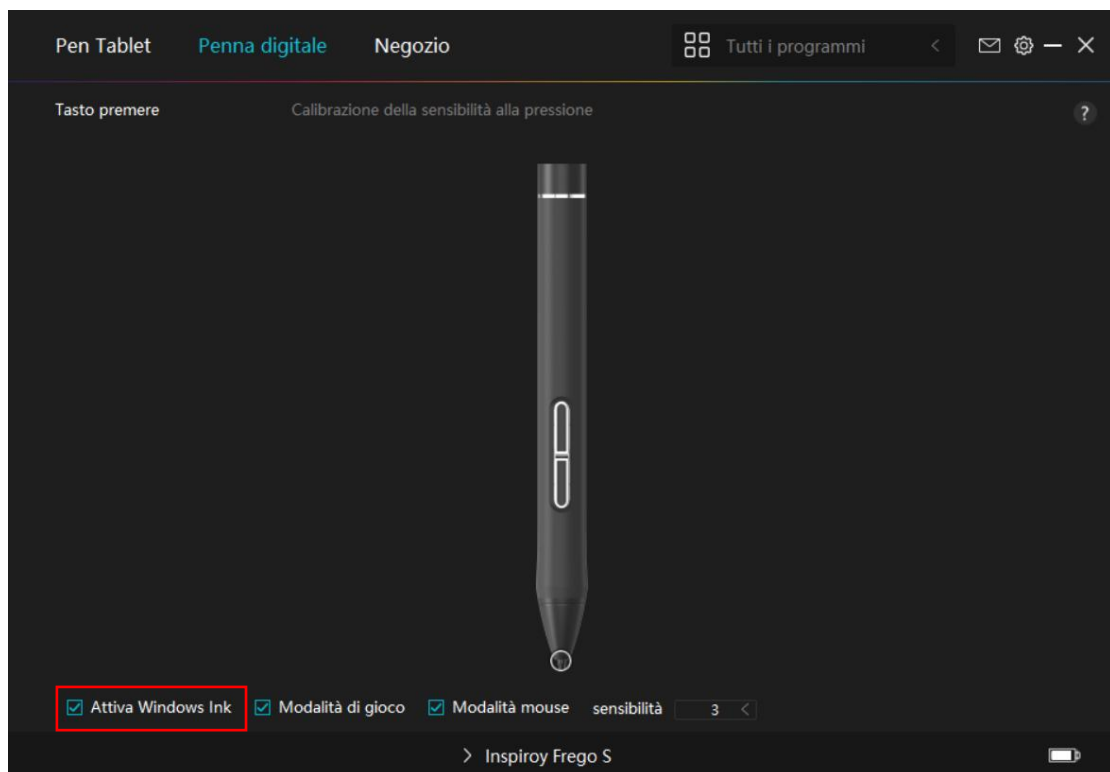 Pen Tablet Penna digitale Negozio Tutti i programmi
Tasto premere Calibrazione della sensibilità alla pressione ?
Attiva Windows Ink Modalità di gioco Modalità mouse sensibilità 3
Inspiroy Frego S